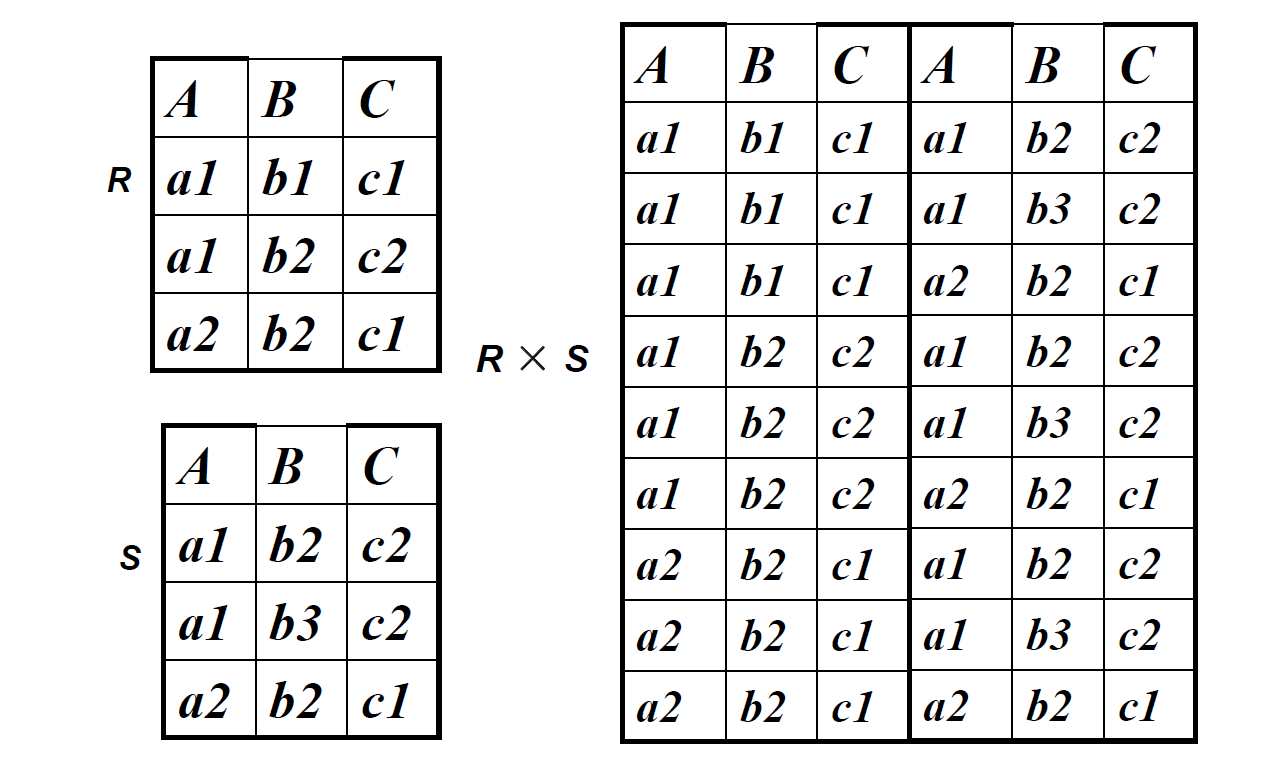 A B C
R
a1 b1 c1
a1 b2 c2
a2 b2 c1
A B C
S
a1 b2 c2
a1 b3 c2
a2 b2 c1
R × S
A B C A B C
a1 b1 c1 a1 b2 c2
a1 b1 c1 a1 b3 c2
a1 b1 c1 a2 b2 c1
a1 b2 c2 a1 b2 c2
a1 b2 c2 a1 b3 c2
a1 b2 c2 a2 b2 c1
a2 b2 c1 a1 b2 c2
a2 b2 c1 a1 b3 c2
a2 b2 c1 a2 b2 c1